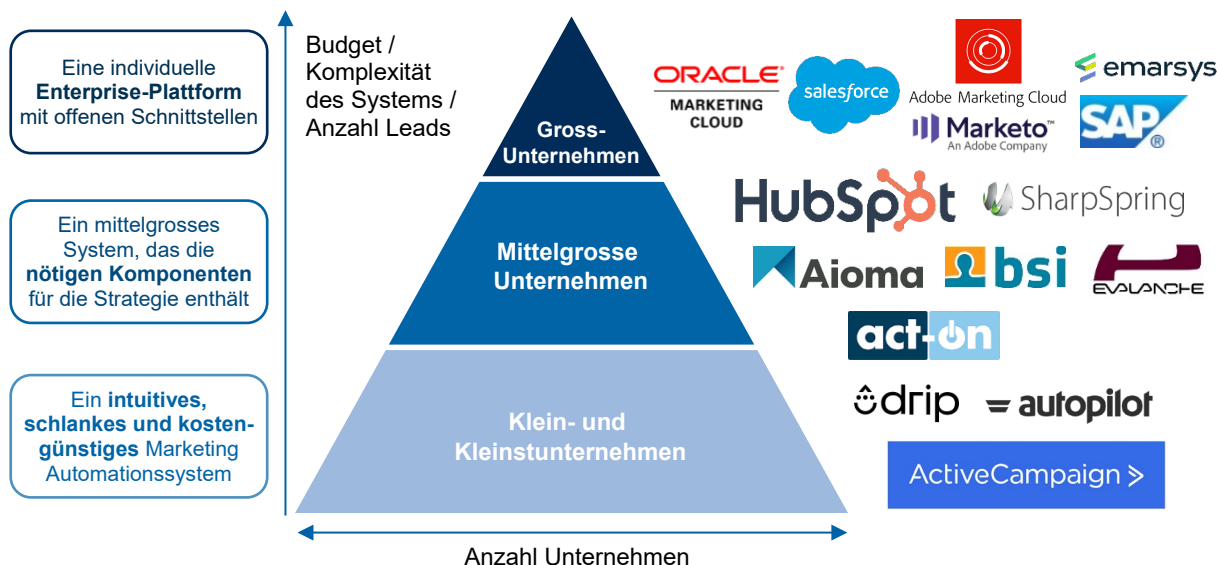 Eine individuelle
Enterprise-Plattform
mit offenen Schnittstellen
Ein mittelgrosses
System, das die
nötigen Komponenten
für die Strategie enthält
Ein intuitives,
schlankes und kosten-
günstiges Marketing
Automationssystem
Budget /
Komplexität
des Systems /
Anzahl Leads
Gross-
Unternehmen
Mittelgrosse
Unternehmen
Klein- und
Kleinstunternehmen
Anzahl Unternehmen
ORACLE®
MARKETING
CLOUD
salesforce
Adobe Marketing Cloud
emarsys
Marketo™
An Adobe Company
SAP®
HubSpot
SharpSpring
Aioma
bsi
EVALANCHE
act-on
drip
autopilot
ActiveCampaign >